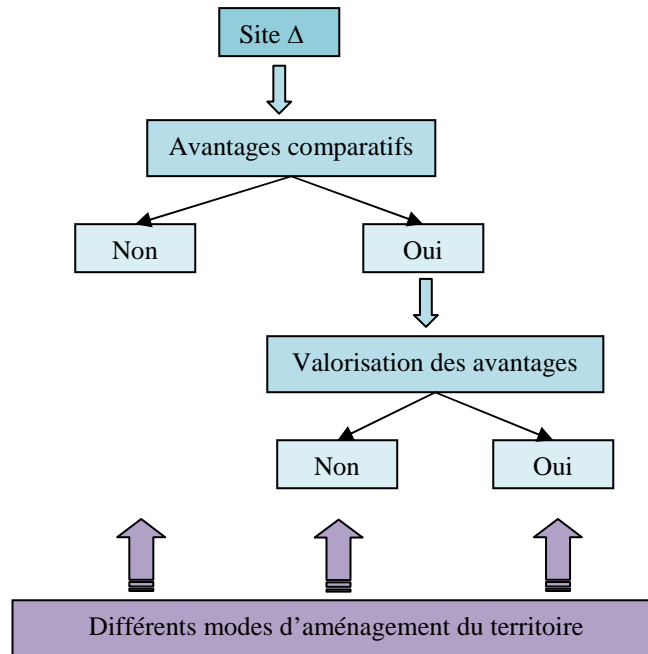 Site Δ
Avantages comparatifs
Non
Oui
Valorisation des avantages
Non
Oui
Différents modes d’aménagement du territoire